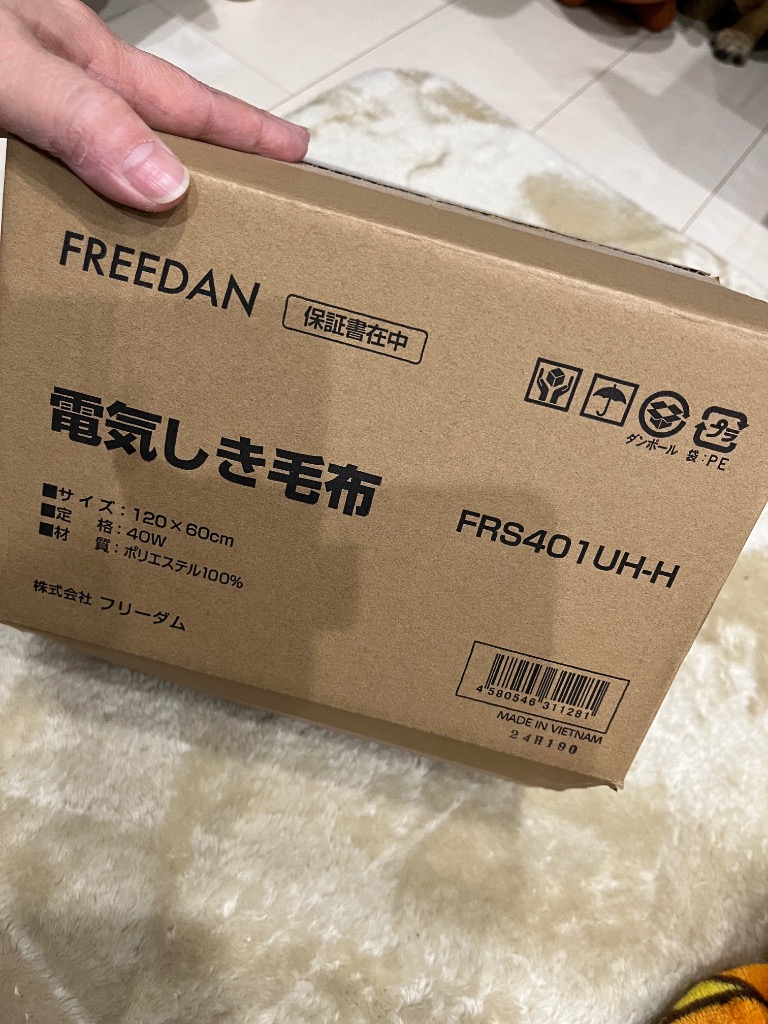 FREEDAN
保証書在中
プラ
ダンボール 袋:PE
電気しき毛布
FRS401UH-H
■サイズ:120×60cm
■定 格:40W
■材 質:ポリエステル100%
株式会社 フリーダム
4 580546 311281
MADE IN VIETNAM
24H190